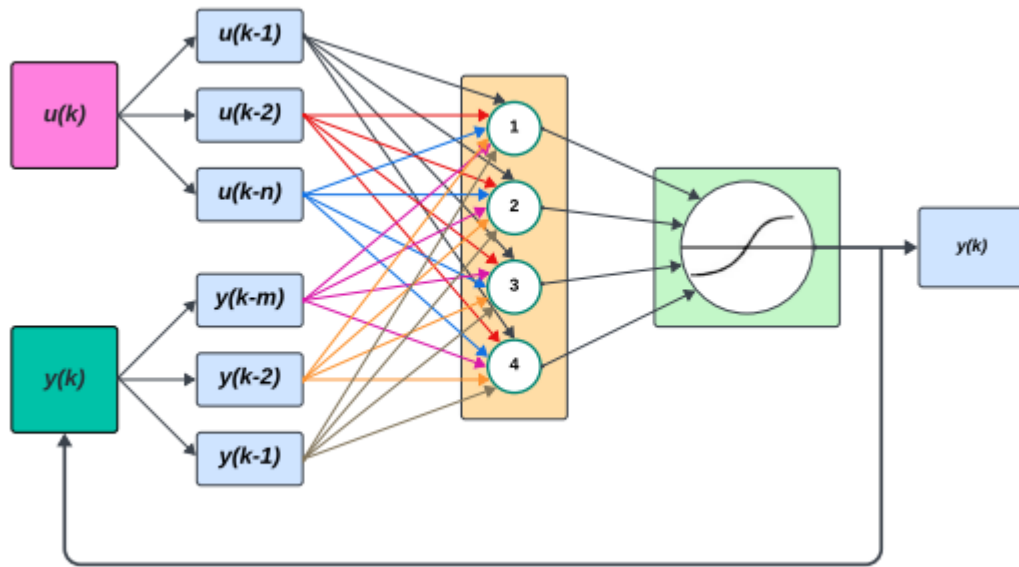 u(k)
u(k-1)
u(k-2)
u(k-n)
y(k)
y(k-m)
y(k-2)
y(k-1)
1
2
3
4
y(k)